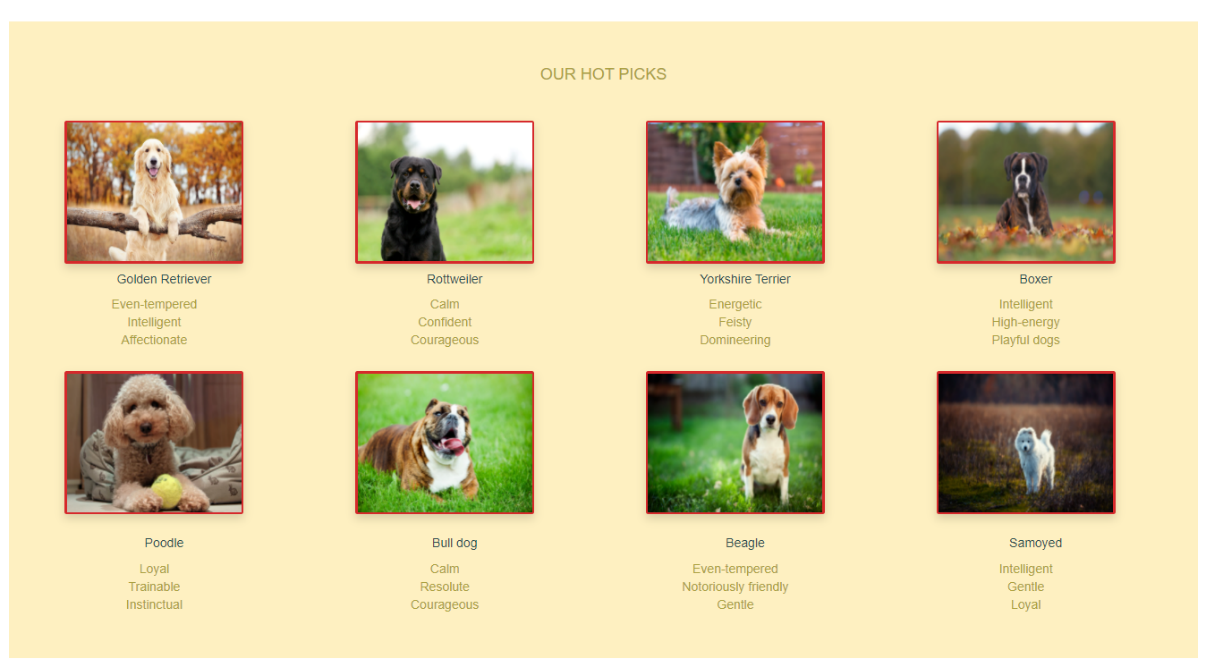 OUR HOT PICKS
Golden Retriever
Even-tempered
Intelligent
Affectionate
Rottweiler
Calm
Confident
Courageous
Yorkshire Terrier
Energetic
Feisty
Domineering
Boxer
Intelligent
High-energy
Playful dogs
Poodle
Loyal
Trainable
Instinctual
Bull dog
Calm
Resolute
Courageous
Beagle
Even-tempered
Notoriously friendly
Gentle
Samoyed
Intelligent
Gentle
Loyal